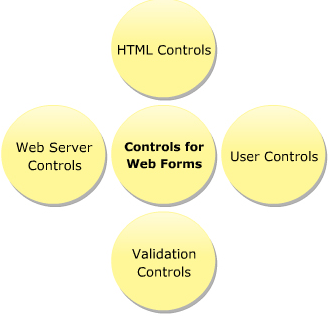 HTML Controls
Web Server
Controls
Controls for
Web Forms
User Controls
Validation
Controls